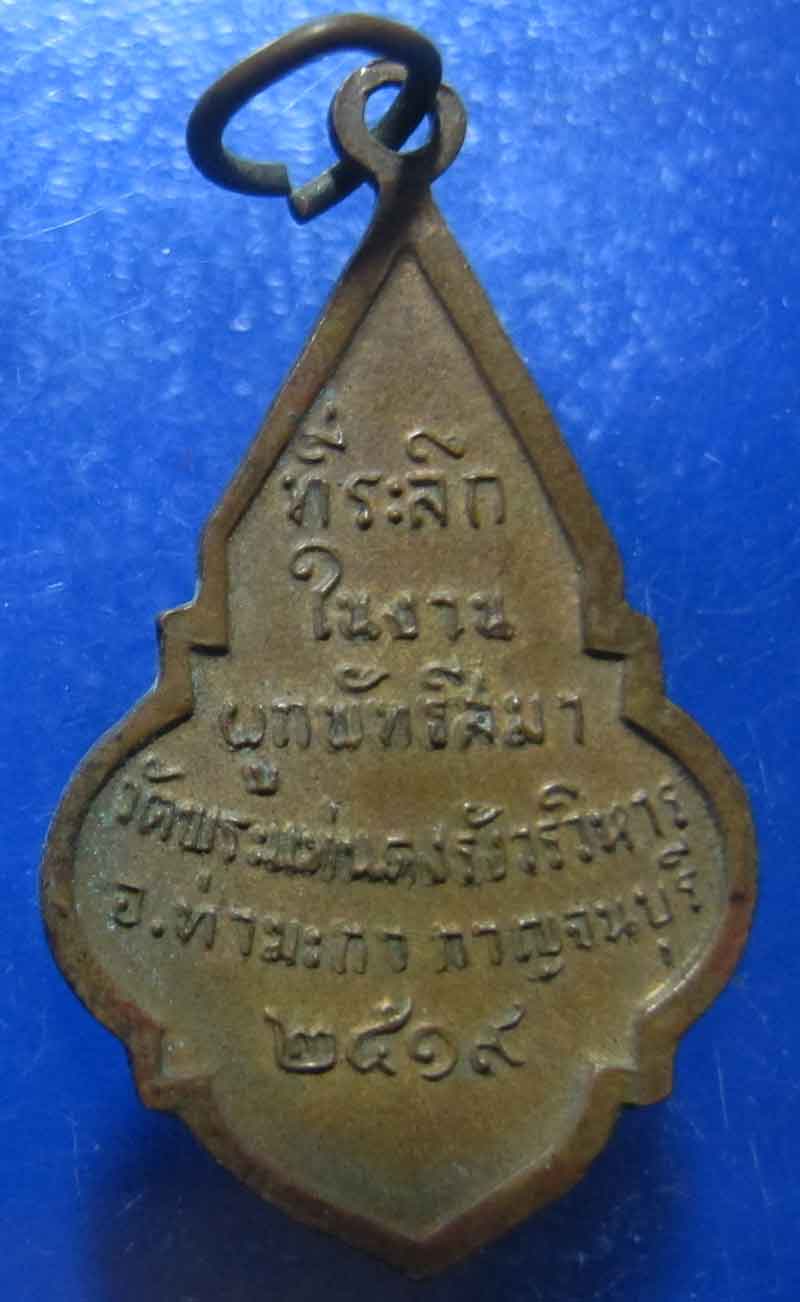 ที่ระลึก
ในงาน
ผูกพัทธสีมา
วัดพระแท่นดงรังวรวิหาร
อ.ท่ามะกา กาญจนบุรี
๒๕๑๙